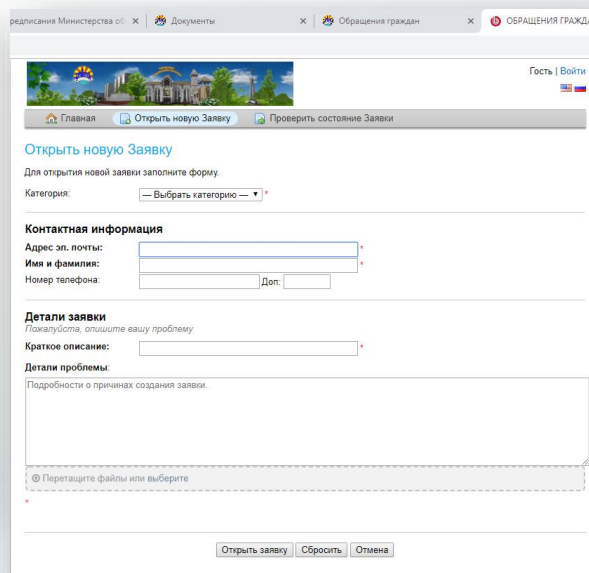 редписания Министерства об
Документы
Обращения граждан
ОБРАЩЕНИЯ ГРАЖДА
Гость | Войти
Главная
Открыть новую Заявку
Проверить состояние Заявки
Открыть новую Заявку
Для открытия новой заявки заполните форму.
Категория: — Выбрать категорию — *
Контактная информация
Адрес эл. почты: *
Имя и фамилия: *
Номер телефона: Доп:
Детали заявки
Пожалуйста, опишите вашу проблему
Краткое описание: *
Детали проблемы:
Подробности о причинах создания заявки.
Перетащите файлы или выберите
*
Открыть заявку Сбросить Отмена